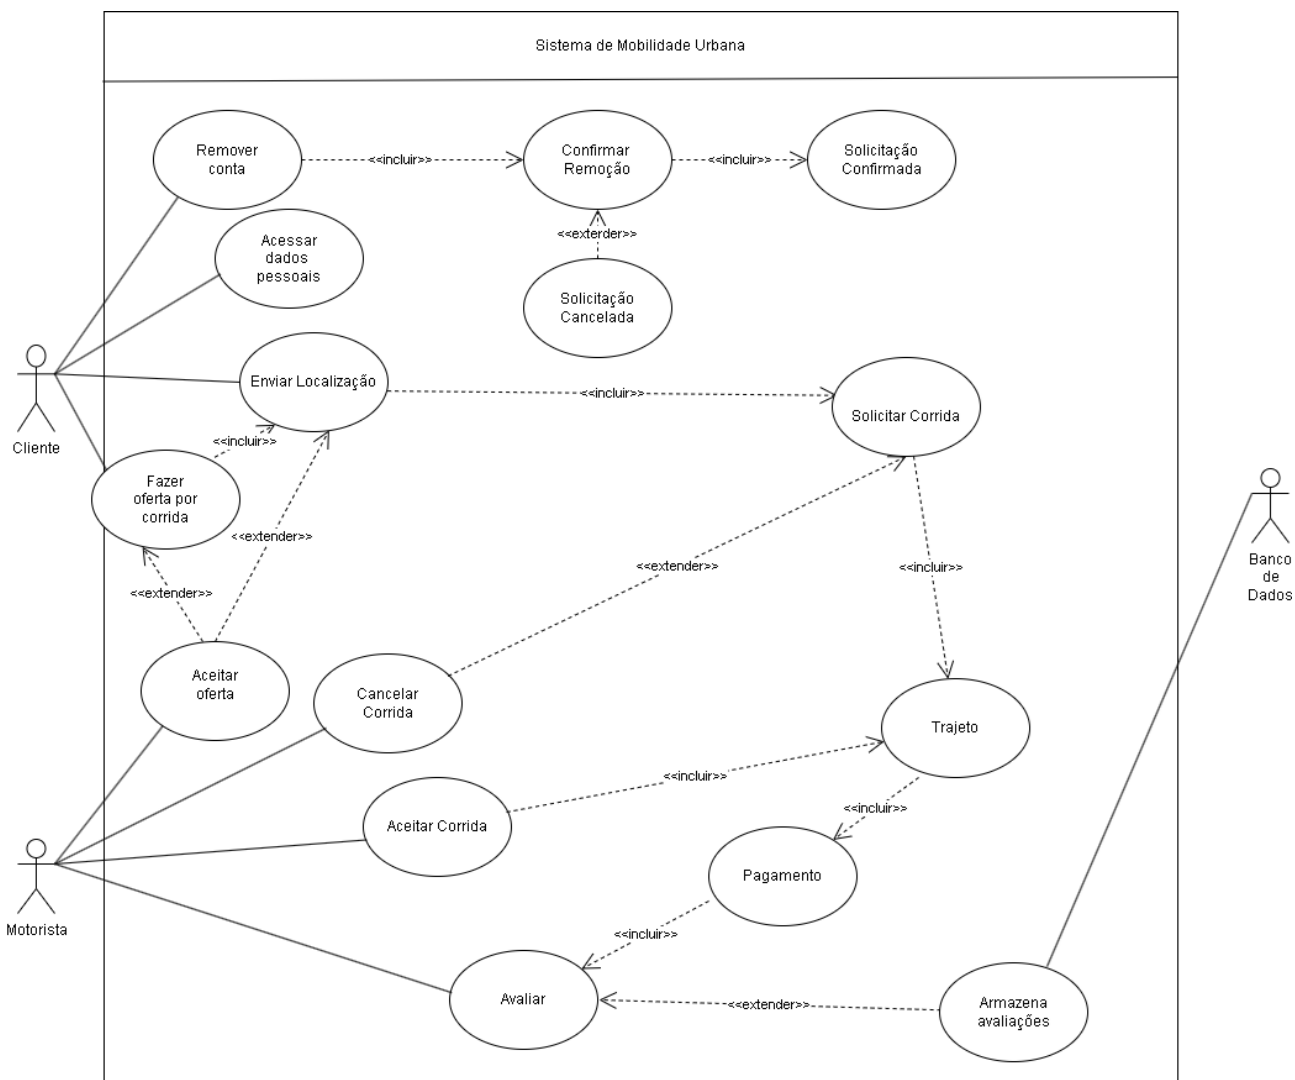 Sistema de Mobilidade Urbana
Remover
conta
<<incluir>>
Confirmar
Remoção
<<incluir>>
Solicitação
Confirmada
<<exterder>>
Acessar
dados
pessoais
Solicitação
Cancelada
Cliente
Enviar Localização
<<incluir>>
Solicitar Corrida
<<incluir>>
Fazer
oferta por
corrida
<<extender>>
<<extender>>
<<extender>>
<<incluir>>
Banco
de
Dados
Aceitar
oferta
Cancelar
Corrida
Trajeto
<<incluir>>
<<incluir>>
Aceitar Corrida
Pagamento
Motorista
<<incluir>>
Avaliar
<<extender>>
Armazena
avaliações